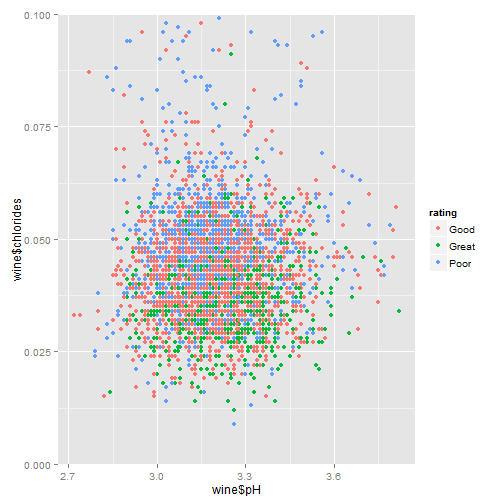 0.100
0.075
0.050
0.025
0.000
wine$chlorides
2.7 3.0 3.3 3.6
wine$pH
rating
Good
Great
Poor